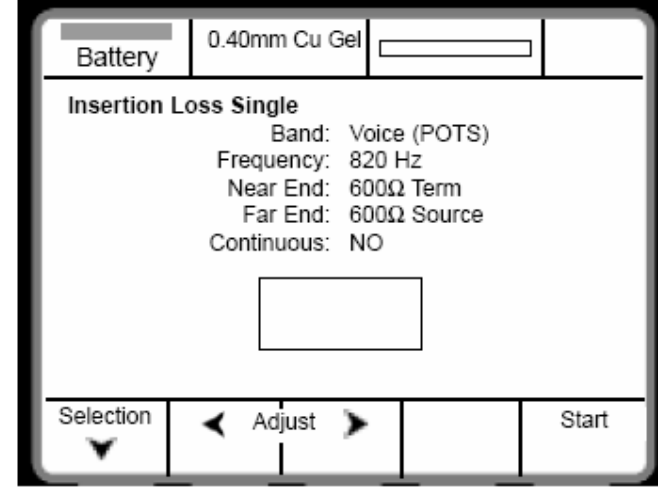 Battery
0.40mm Cu Gel
Insertion Loss Single
Band: Voice (POTS)
Frequency: 820 Hz
Near End: 600Ω Term
Far End: 600Ω Source
Continuous: NO
Selection
Adjust
Start